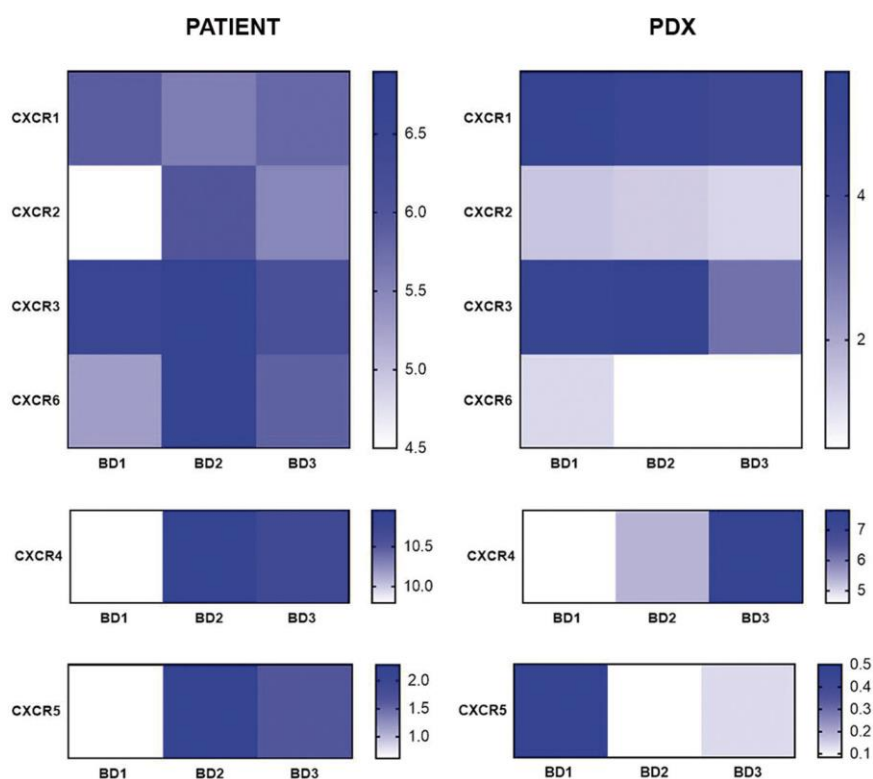 PATIENT
CXCR1
CXCR2
CXCR3
CXCR6
BD1 BD2 BD3
6.5
6.0
5.5
5.0
4.5
CXCR4
BD1 BD2 BD3
10.5
10.0
CXCR5
BD1 BD2 BD3
2.0
1.5
1.0
PDX
CXCR1
CXCR2
CXCR3
CXCR6
BD1 BD2 BD3
4
2
CXCR4
BD1 BD2 BD3
7
6
5
CXCR5
BD1 BD2 BD3
0.5
0.4
0.3
0.2
0.1